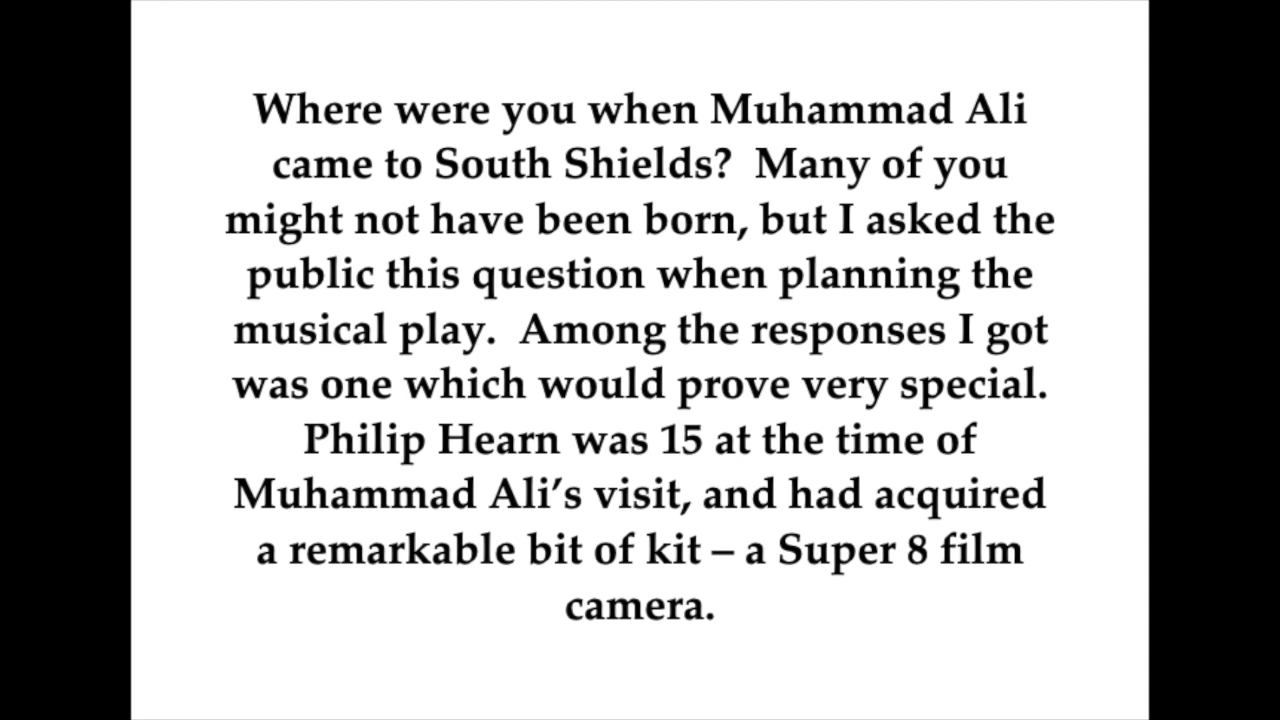 Where were you when Muhammad Ali
came to South Shields?  Many of you
might not have been born, but I asked the
public this question when planning the
musical play.  Among the responses I got
was one which would prove very special.
Philip Hearn was 15 at the time of
Muhammad Ali’s visit, and had acquired
a remarkable bit of kit – a Super 8 film
camera.